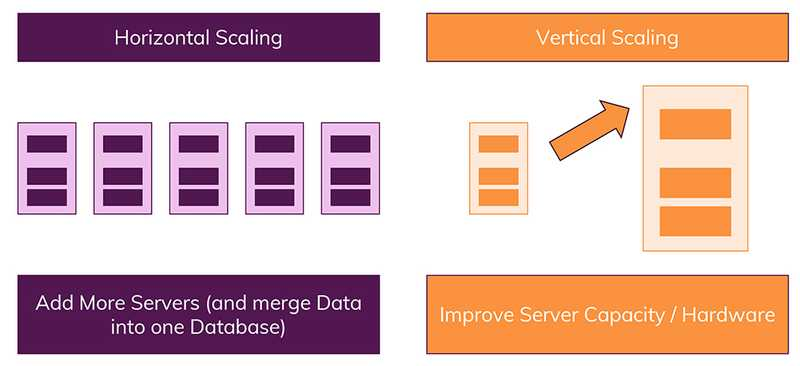 Horizontal Scaling
Vertical Scaling
Add More Servers (and merge Data
into one Database)
Improve Server Capacity / Hardware